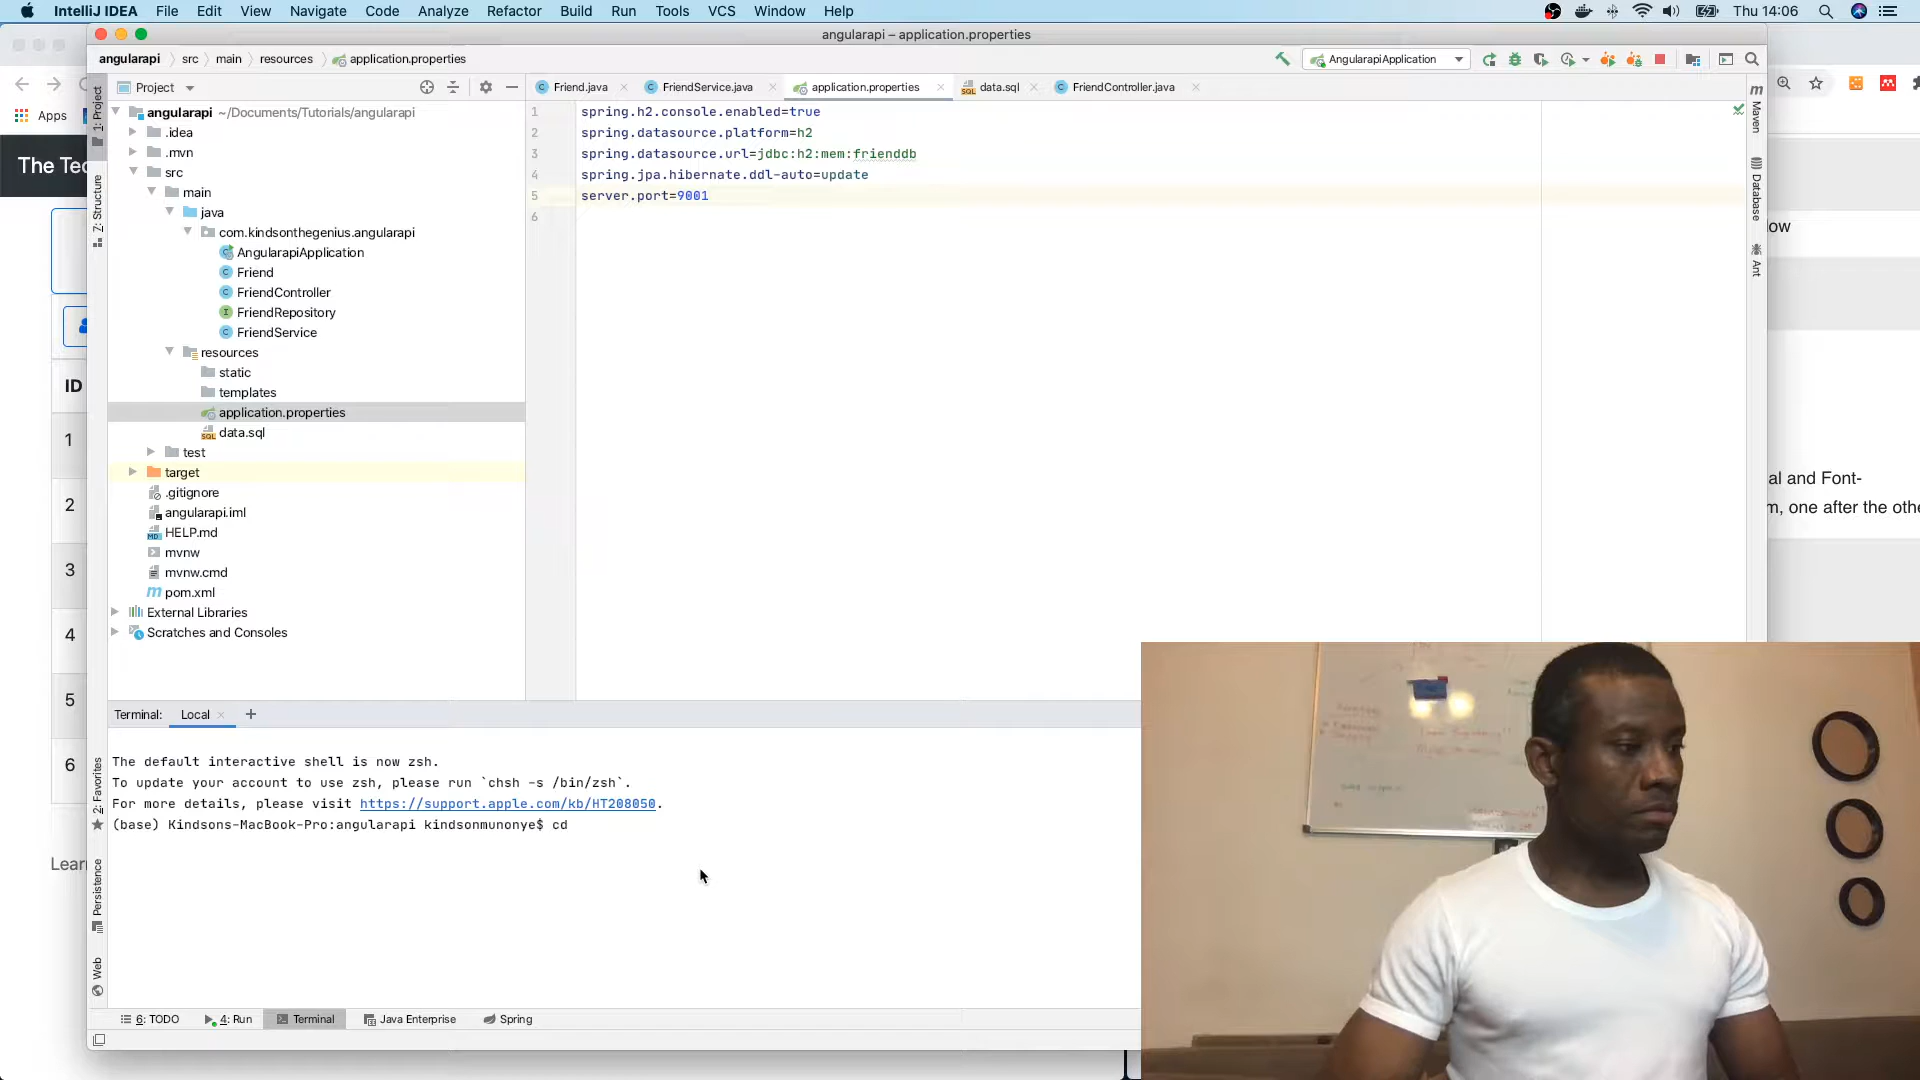 IntelliJ IDEA File Edit View Navigate Code Analyze Refactor Build Run Tools VCS Window Help Thu 14:06
angularapi – application.properties
angularapi src main resources application.properties AngularapiApplication
Project
Friend.java FriendService.java application.properties data.sql FriendController.java
1: Project
Z: Structure
2: Favorites
Persistence
Web
Maven
Database
Ant
angularapi ~/Documents/Tutorials/angularapi
.idea
.mvn
src
main
java
com.kindsonthegenius.angularapi
AngularapiApplication
Friend
FriendController
FriendRepository
FriendService
resources
static
templates
application.properties
data.sql
test
target
.gitignore
angularapi.iml
HELP.md
mvnw
mvnw.cmd
pom.xml
External Libraries
Scratches and Consoles
1 spring.h2.console.enabled=true
2 spring.datasource.platform=h2
3 spring.datasource.url=jdbc:h2:mem:frienddb
4 spring.jpa.hibernate.ddl-auto=update
5 server.port=9001
6
Terminal: Local +
The default interactive shell is now zsh.
To update your account to use zsh, please run `chsh -s /bin/zsh`.
For more details, please visit https://support.apple.com/kb/HT208050.
(base) Kindsons-MacBook-Pro:angularapi kindsonmunonye$ cd
6: TODO 4: Run Terminal Java Enterprise Spring
Apps
The Tec
ID
1
2
3
4
5
6
Lear
ow
al and Font-
m, one after the othe